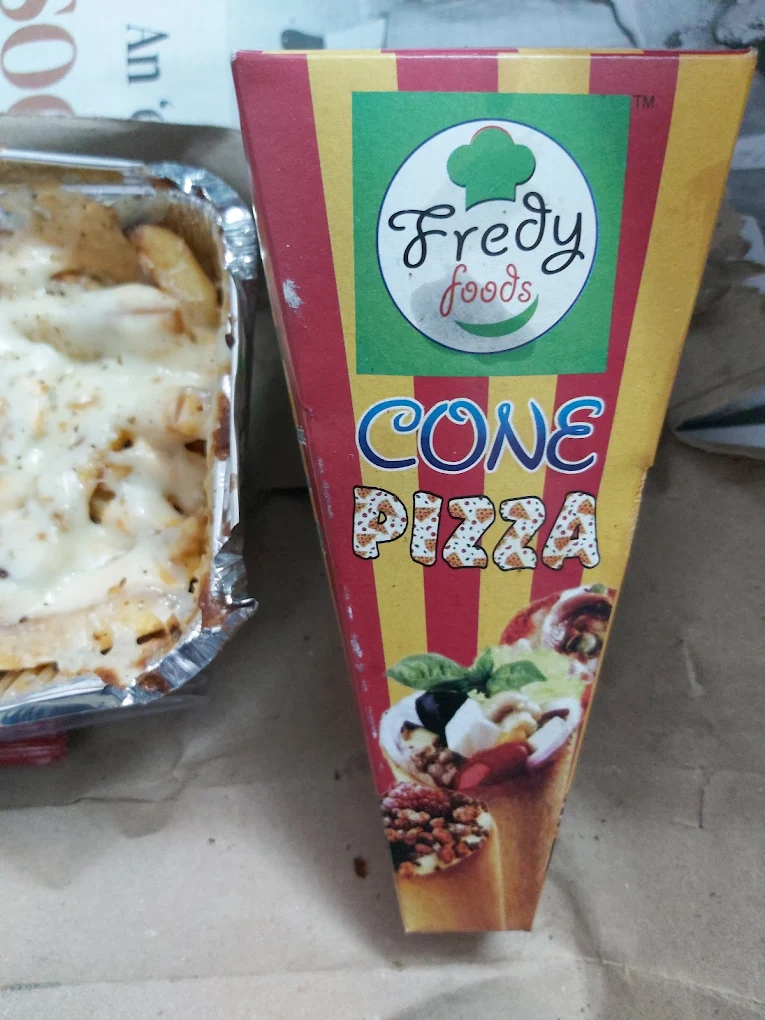 An
Fredy
foods
TM
CONE
PIZZA